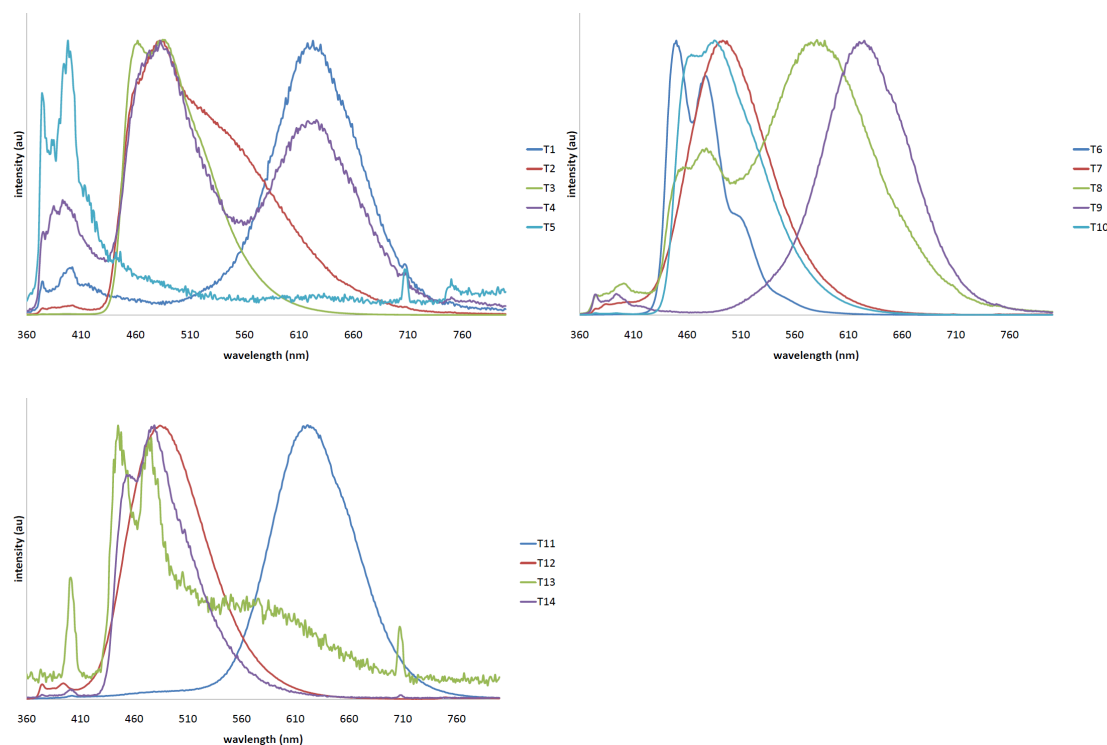 intensity (au)
T1
T2
T3
T4
T5
360 410 460 510 560 610 660 710 760
wavelength (nm)
intensity (au)
T6
T7
T8
T9
T10
360 410 460 510 560 610 660 710 760
wavelength (nm)
intensity (au)
T11
T12
T13
T14
360 410 460 510 560 610 660 710 760
wavlength (nm)